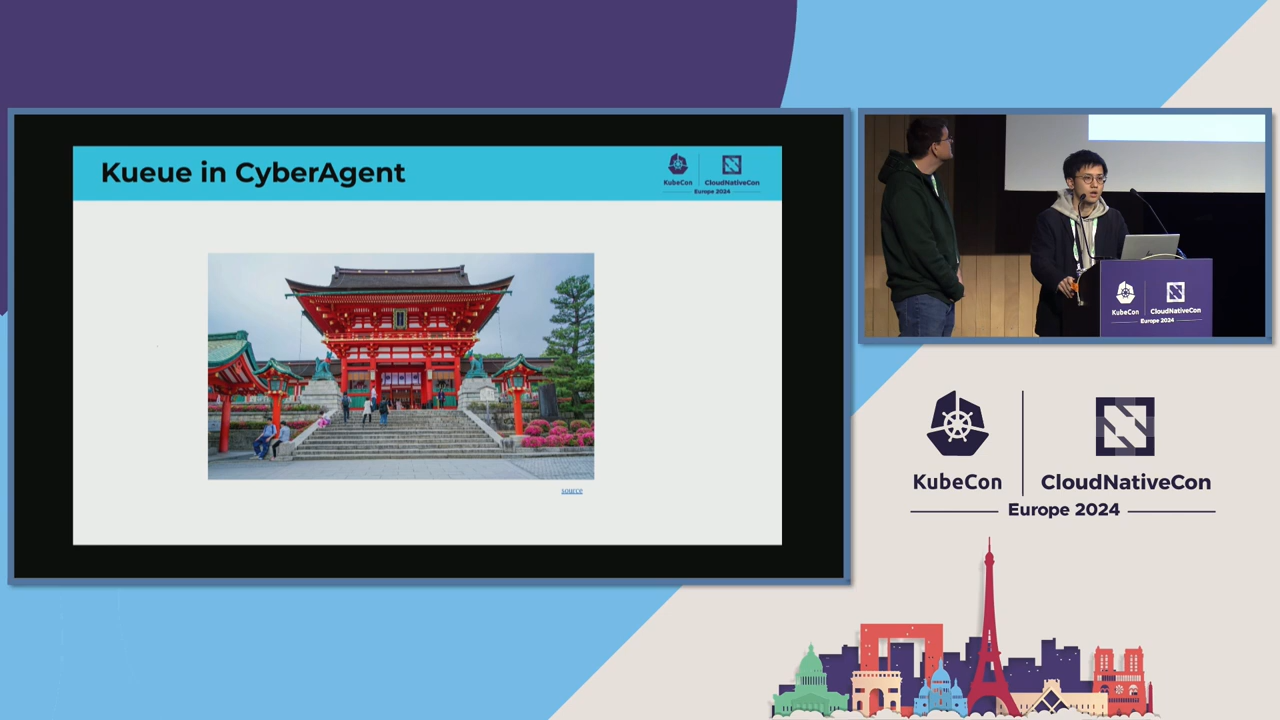 Kueue in CyberAgent
KubeCon
CloudNativeCon
Europe 2024
source
KubeCon
CloudNativeCon
Europe 2024
KubeCon
CloudNativeCon
Europe 2024